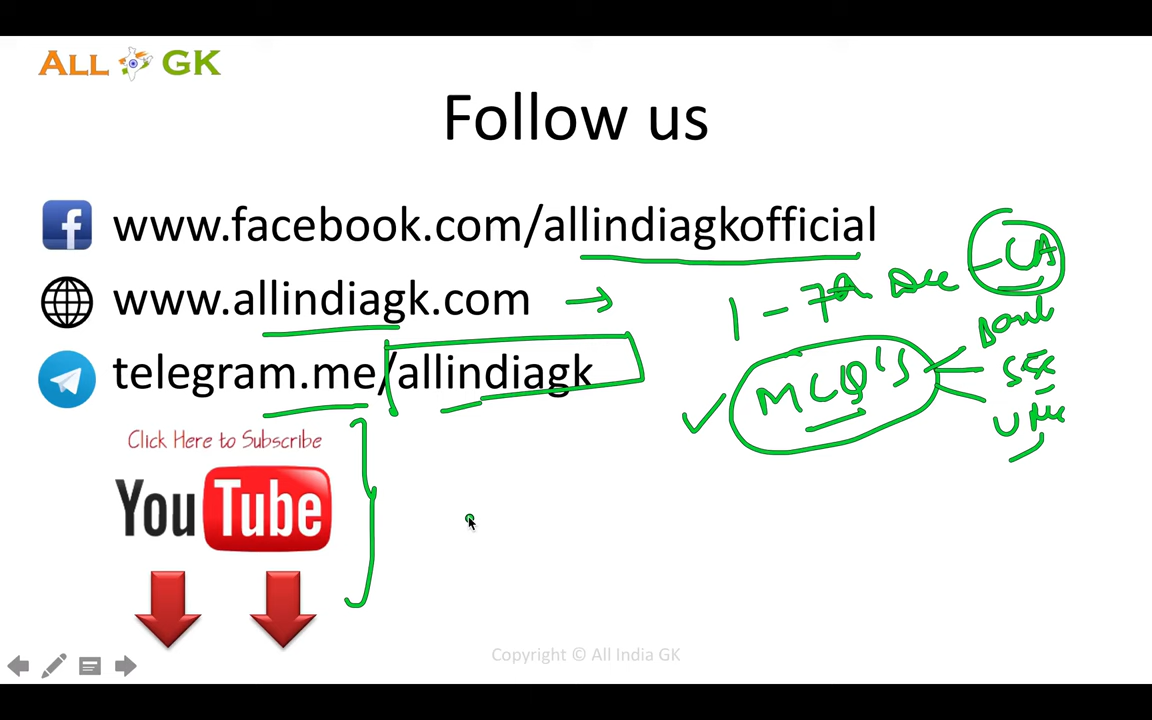 ALL GK
Follow us
www.facebook.com/allindiagkofficial
www.allindiagk.com
1-7th Dec - CA
telegram.me/allindiagk
MCQ's
Bank
Click Here to Subscribe
YouTube
Copyright © All India GK